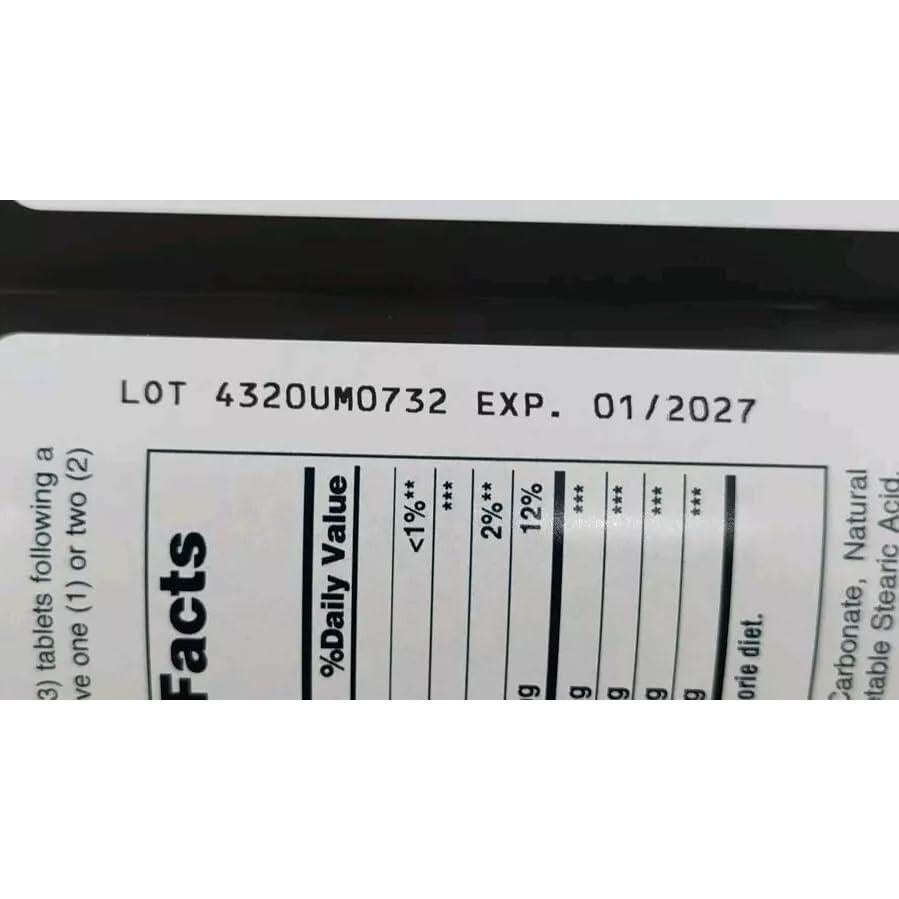 LOT 4320UM0732 EXP. 01/2027
3) tablets following a
ve one (1) or two (2)
Facts
%Daily Value
<1%**
***
2%**
12%
g
***
g
***
g
***
g
***
g
orie diet.
Carbonate, Natural
table Stearic Acid,